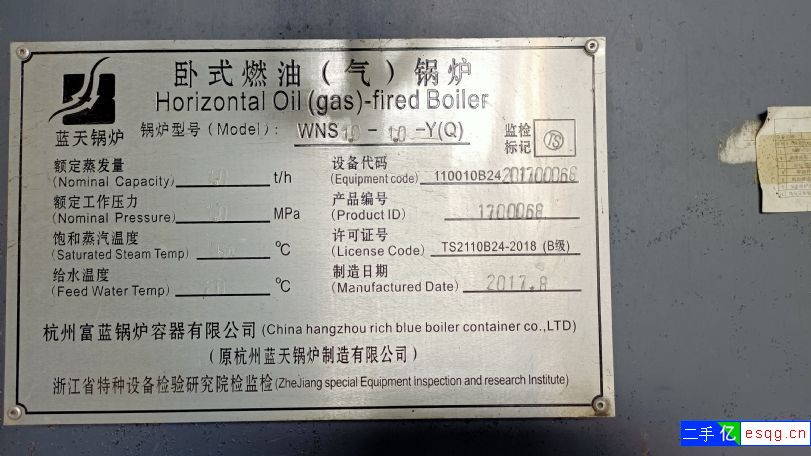 卧式燃油(气)锅炉
Horizontal Oil (gas)-fired Boiler
蓝天锅炉
锅炉型号(Model): WNS10-1.0-Y(Q)
监检标记 TS
额定蒸发量
(Nominal Capacity) t/h
额定工作压力
(Nominal Pressure) MPa
饱和蒸汽温度
(Saturated Steam Temp) ℃
给水温度
(Feed Water Temp) ℃
设备代码
(Equipment code) 110010B24201700068
产品编号
(Product ID) 1700068
许可证号
(License Code) TS2110B24-2018 (B级)
制造日期
(Manufactured Date) 2017.8
杭州富蓝锅炉容器有限公司(China hangzhou rich blue boiler container co.,LTD)
(原杭州蓝天锅炉制造有限公司)
浙江省特种设备检验研究院检监检(ZheJiang special Equipment inspection and research Institute)
二手亿 esqg.cn